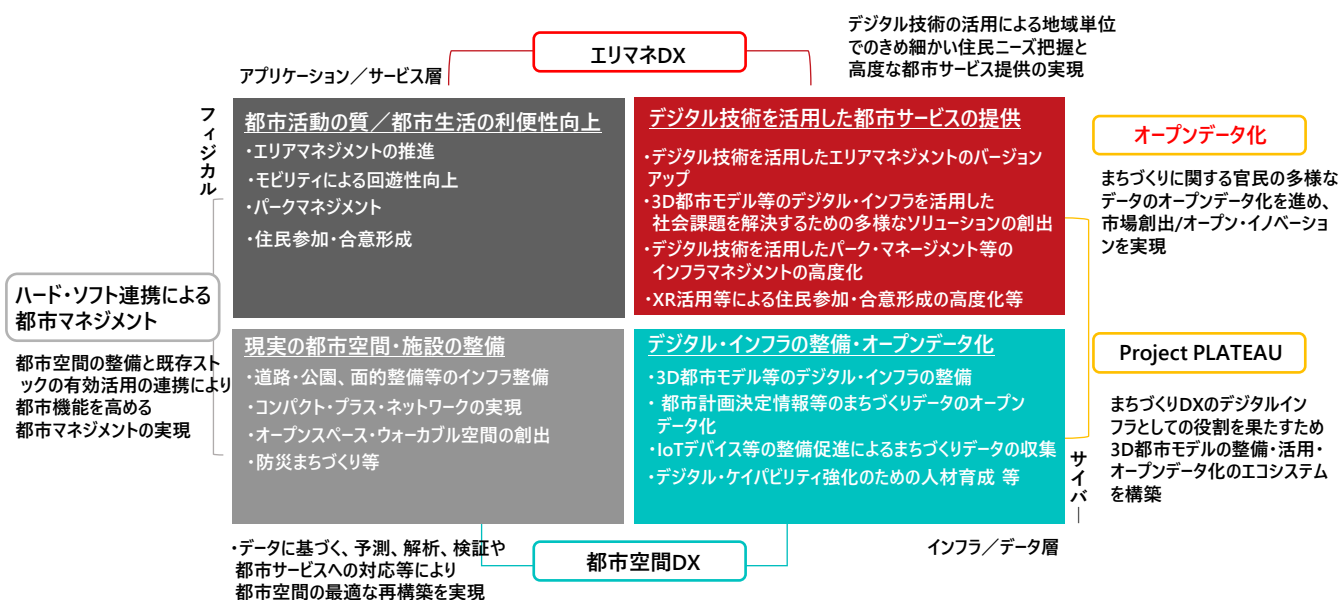 エリマネDX
デジタル技術の活用による地域単位
でのきめ細かい住民ニーズ把握と
高度な都市サービス提供の実現
アプリケーション／サービス層
フィジカル
都市活動の質／都市生活の利便性向上
・エリアマネジメントの推進
・モビリティによる回遊性向上
・パークマネジメント
・住民参加・合意形成
デジタル技術を活用した都市サービスの提供
・デジタル技術を活用したエリアマネジメントのバージョン
アップ
・3D都市モデル等のデジタル・インフラを活用した
社会課題を解決するための多様なソリューションの創出
・デジタル技術を活用したパーク・マネージメント等の
インフラマネジメントの高度化
・XR活用等による住民参加・合意形成の高度化等
オープンデータ化
まちづくりに関する官民の多様な
データのオープンデータ化を進め、
市場創出/オープン・イノベーショ
ンを実現
ハード・ソフト連携による
都市マネジメント
都市空間の整備と既存スト
ックの有効活用の連携により
都市機能を高める
都市マネジメントの実現
現実の都市空間・施設の整備
・道路・公園、面的整備等のインフラ整備
・コンパクト・プラス・ネットワークの実現
・オープンスペース・ウォーカブル空間の創出
・防災まちづくり等
デジタル・インフラの整備・オープンデータ化
・3D都市モデル等のデジタル・インフラの整備
・ 都市計画決定情報等のまちづくりデータのオープン
データ化
・IoTデバイス等の整備促進によるまちづくりデータの収集
・デジタル・ケイパビリティ強化のための人材育成 等
サイバー
Project PLATEAU
まちづくりDXのデジタルイン
フラとしての役割を果たすため
3D都市モデルの整備・活用・
オープンデータ化のエコシステム
を構築
・データに基づく、予測、解析、検証や
都市サービスへの対応等により
都市空間の最適な再構築を実現
都市空間DX
インフラ／データ層